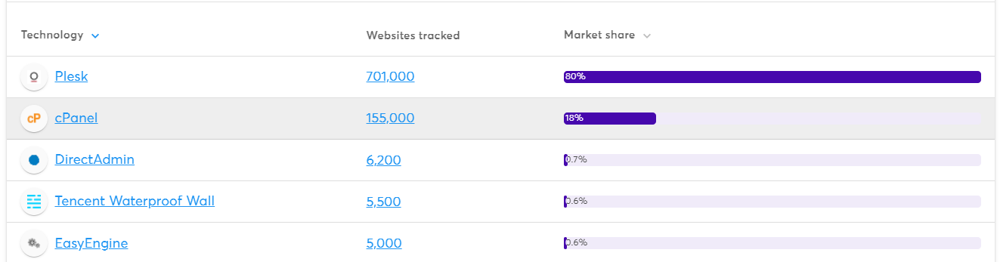 Technology Websites tracked Market share
Plesk 701,000 80%
cP cPanel 155,000 18%
DirectAdmin 6,200 0.7%
Tencent Waterproof Wall 5,500 0.6%
EasyEngine 5,000 0.6%